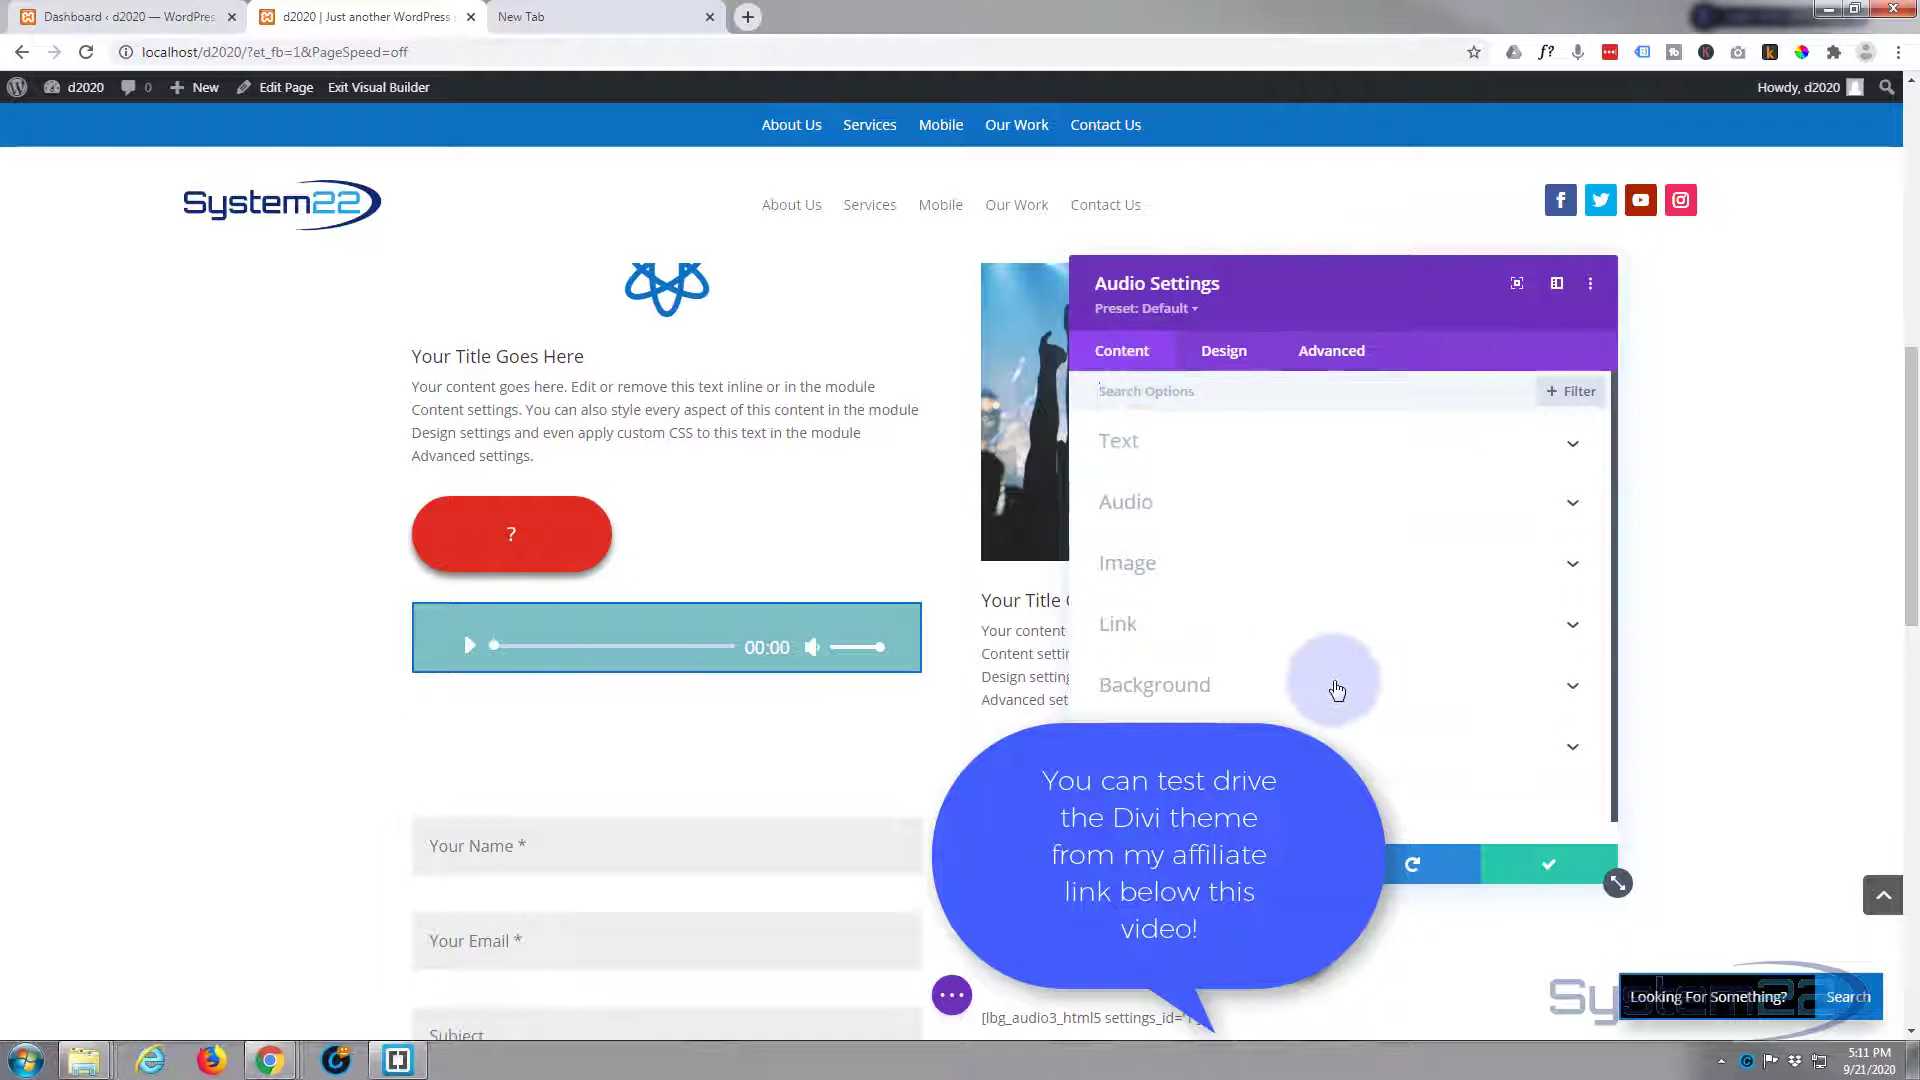 Dashboard ‹ d2020 — WordPres
d2020 | Just another WordPress s
New Tab
localhost/d2020/?et_fb=1&PageSpeed=off
d2020
0
New
Edit Page
Exit Visual Builder
Howdy, d2020
About Us
Services
Mobile
Our Work
Contact Us
System22
About Us
Services
Mobile
Our Work
Contact Us
Audio Settings
Preset: Default
Content
Design
Advanced
Search Options
+ Filter
Text
Audio
Image
Link
Background
Your Title Goes Here
Your content goes here. Edit or remove this text inline or in the module
Content settings. You can also style every aspect of this content in the module
Design settings and even apply custom CSS to this text in the module
Advanced settings.
?
00:00
Your Title
Your content
Content setti
Design setting
Advanced set
Your Name *
Your Email *
Subject
You can test drive
the Divi theme
from my affiliate
link below this
video!
[lbg_audio3_html5 settings_id="
System22
Looking For Something?
Search
5:11 PM
9/21/2020